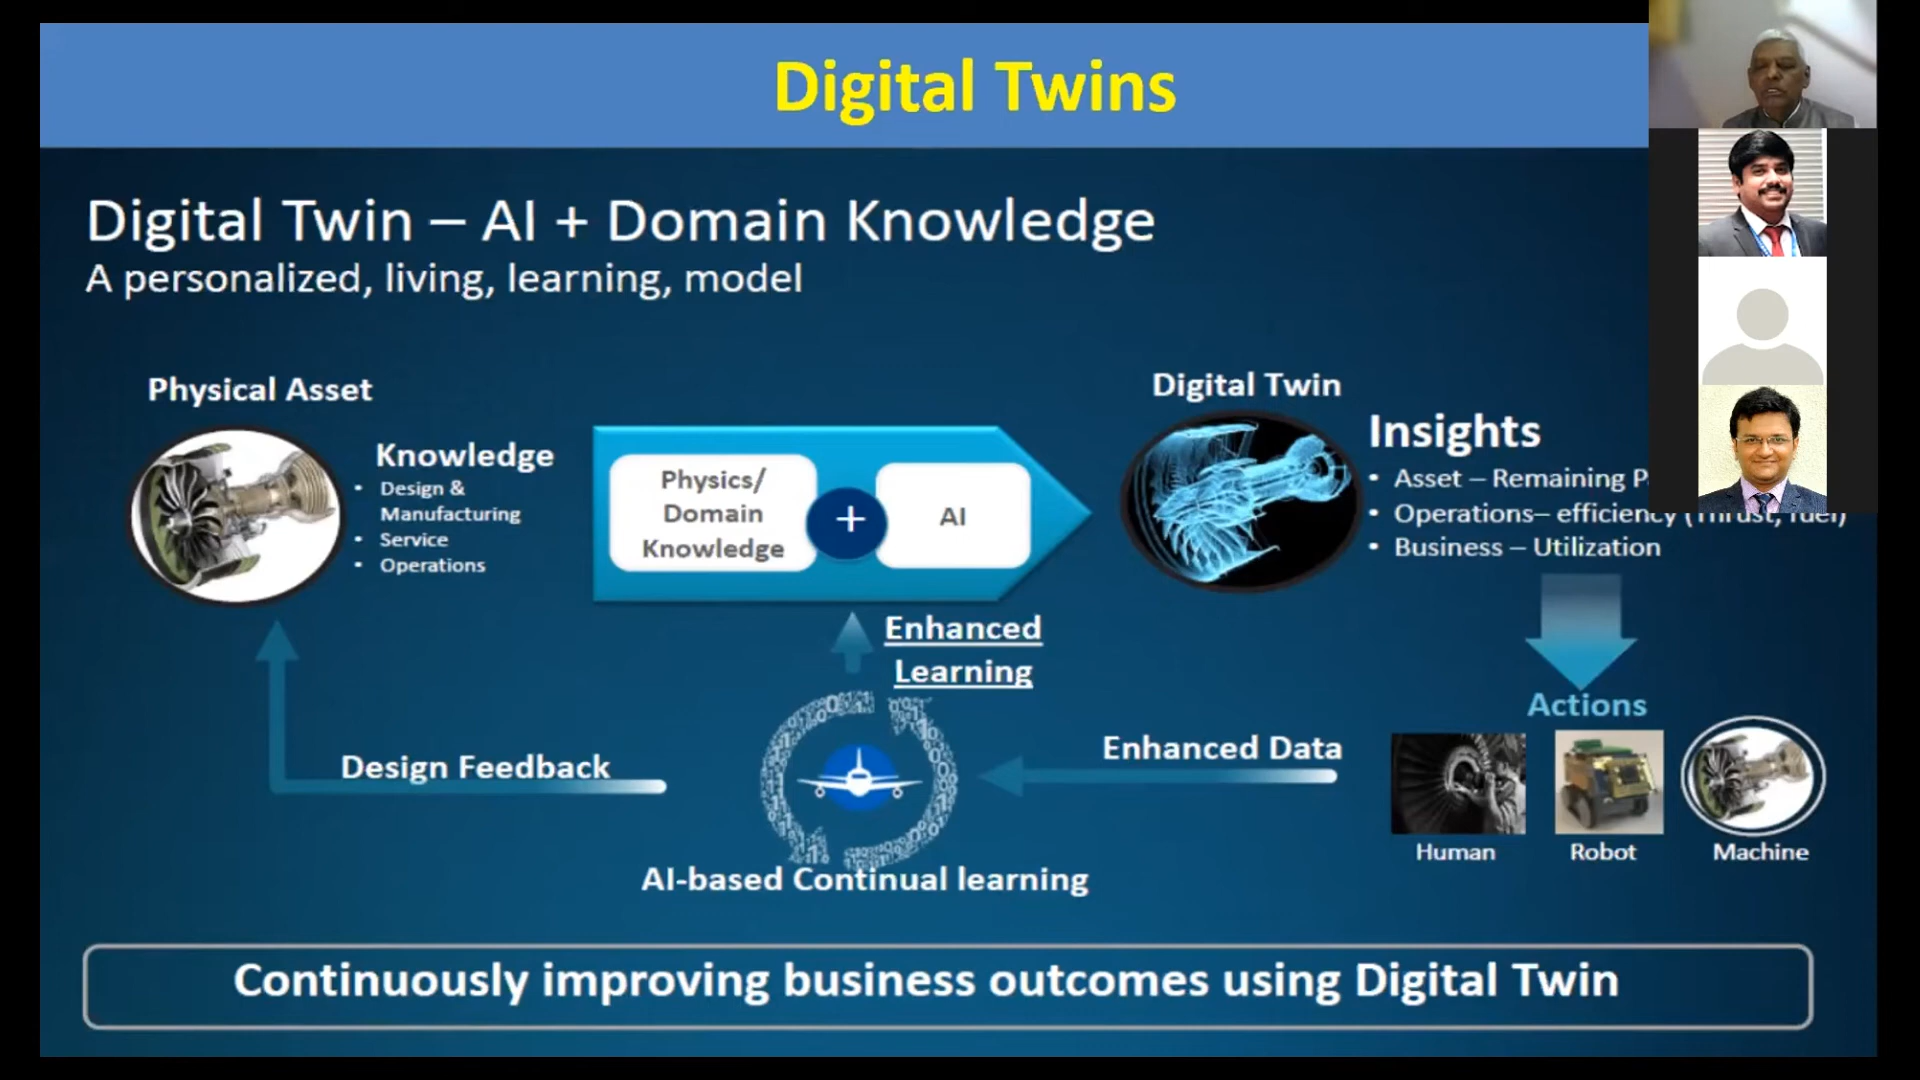 Digital Twins
Digital Twin – AI + Domain Knowledge
A personalized, living, learning, model
Physical Asset
Knowledge
• Design &
Manufacturing
• Service
• Operations
Physics/
Domain
Knowledge
+
AI
Digital Twin
Insights
• Asset – Remaining
• Operations– efficiency (Thrust, fuel)
• Business – Utilization
Enhanced
Learning
Actions
Human
Robot
Machine
Enhanced Data
Design Feedback
AI-based Continual learning
Continuously improving business outcomes using Digital Twin